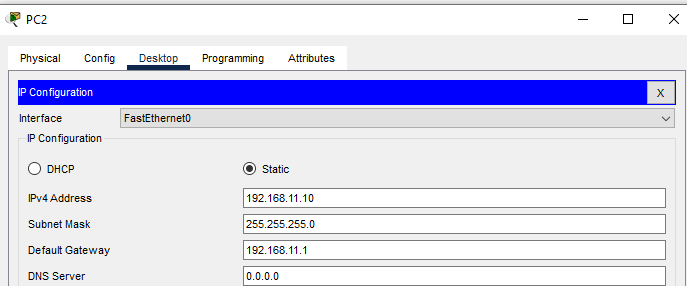 PC2
Physical Config Desktop Programming Attributes
IP Configuration X
Interface FastEthernet0
IP Configuration
DHCP Static
IPv4 Address 192.168.11.10
Subnet Mask 255.255.255.0
Default Gateway 192.168.11.1
DNS Server 0.0.0.0